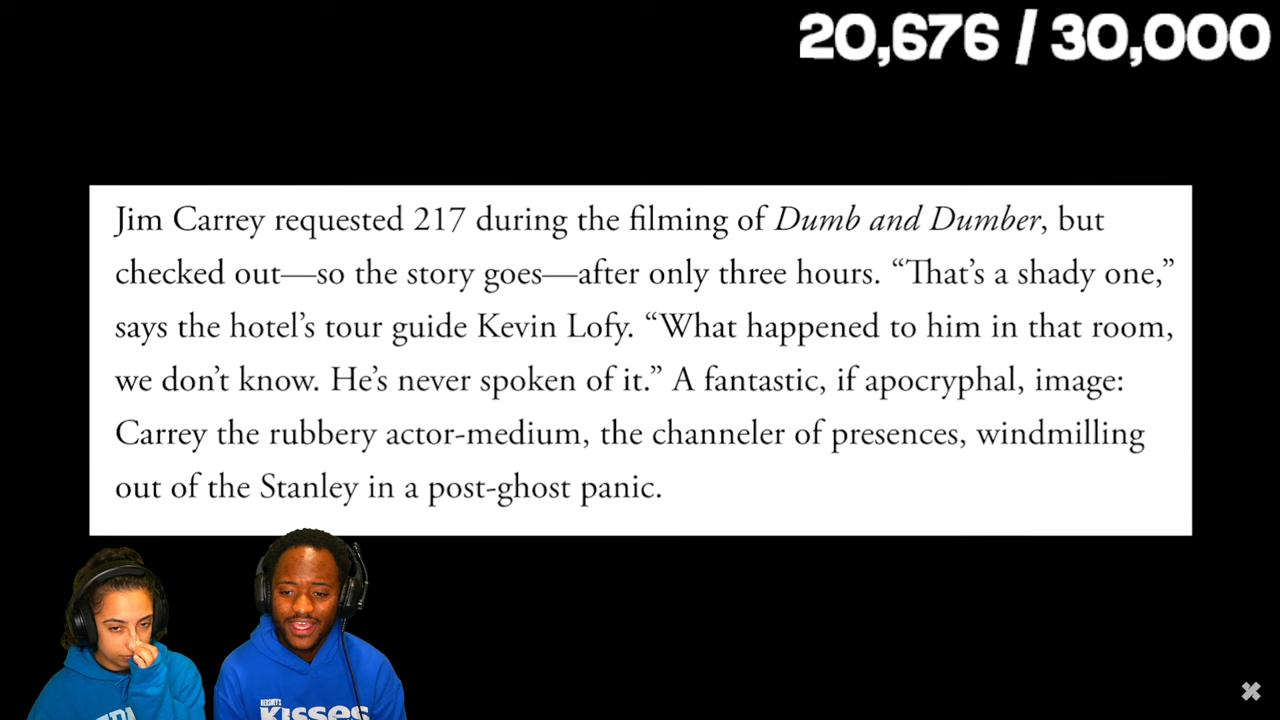 20,676 / 30,000
Jim Carrey requested 217 during the filming of Dumb and Dumber, but
checked out—so the story goes—after only three hours. “That’s a shady one,”
says the hotel’s tour guide Kevin Lofy. “What happened to him in that room,
we don’t know. He’s never spoken of it.” A fantastic, if apocryphal, image:
Carrey the rubbery actor-medium, the channeler of presences, windmilling
out of the Stanley in a post-ghost panic.
HERSHEY'S
KISSES